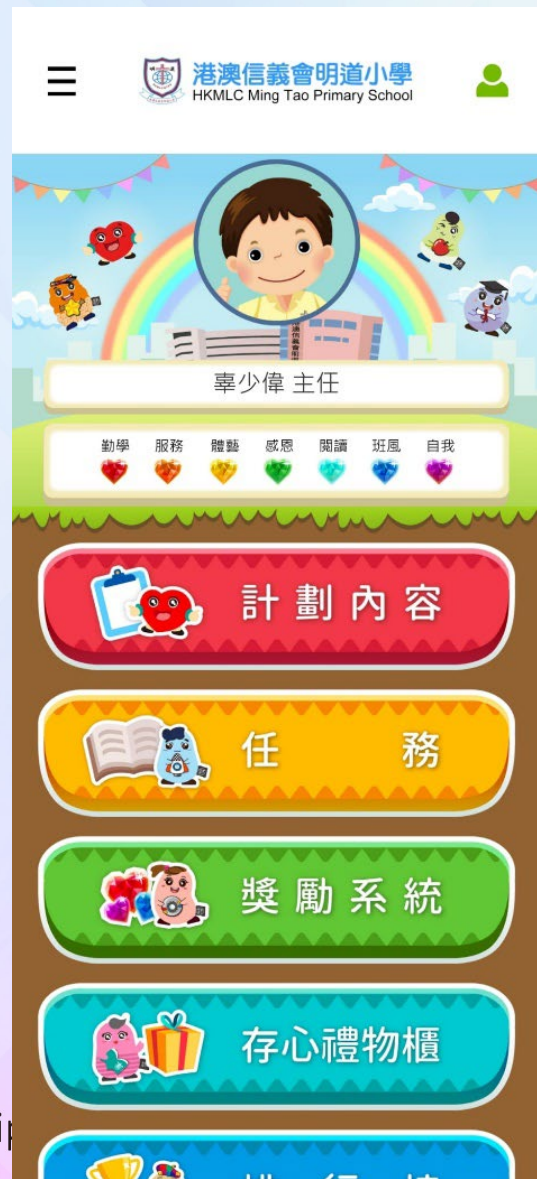 港澳信義會明道小學
HKMLC Ming Tao Primary School
辜少偉 主任
勤學 服務 體藝 感恩 閱讀 班風 自我
計劃內容
任務
獎勵系統
存心禮物櫃